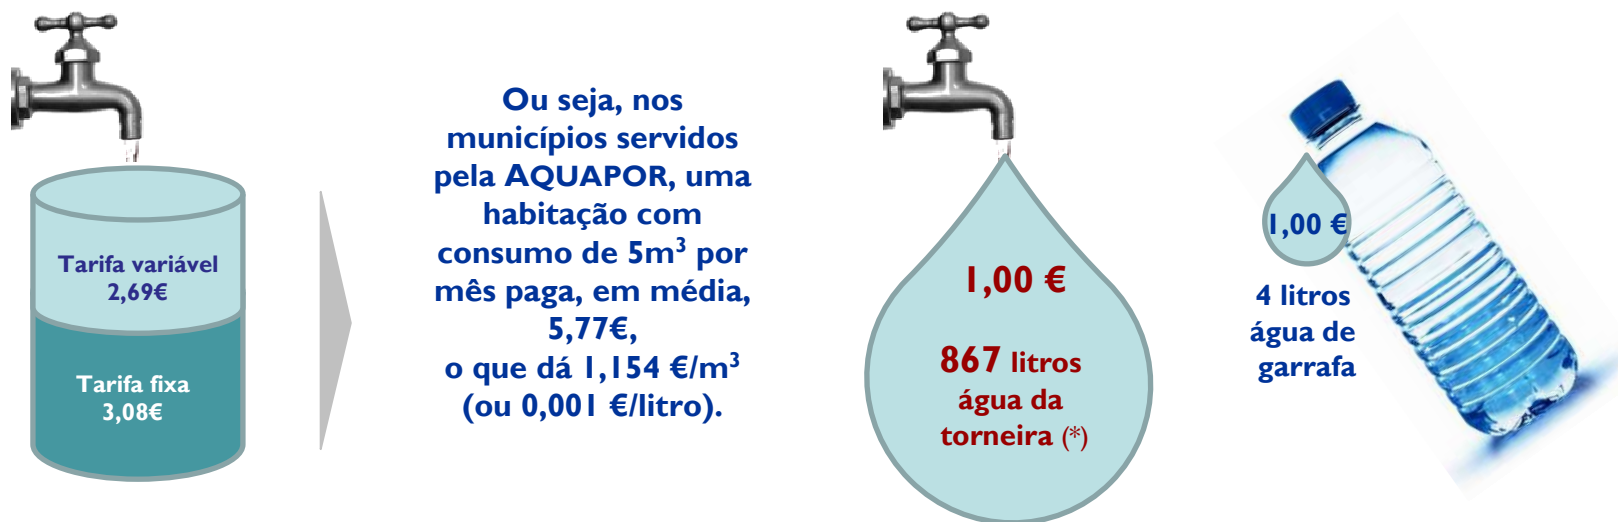 Tarifa variável
2,69€
Tarifa fixa
3,08€
Ou seja, nos
municípios servidos
pela AQUAPOR, uma
habitação com
consumo de 5m³ por
mês paga, em média,
5,77€,
o que dá 1,154 €/m³
(ou 0,001 €/litro).
1,00 €
867 litros
água da
torneira (*)
1,00 €
4 litros
água de
garrafa